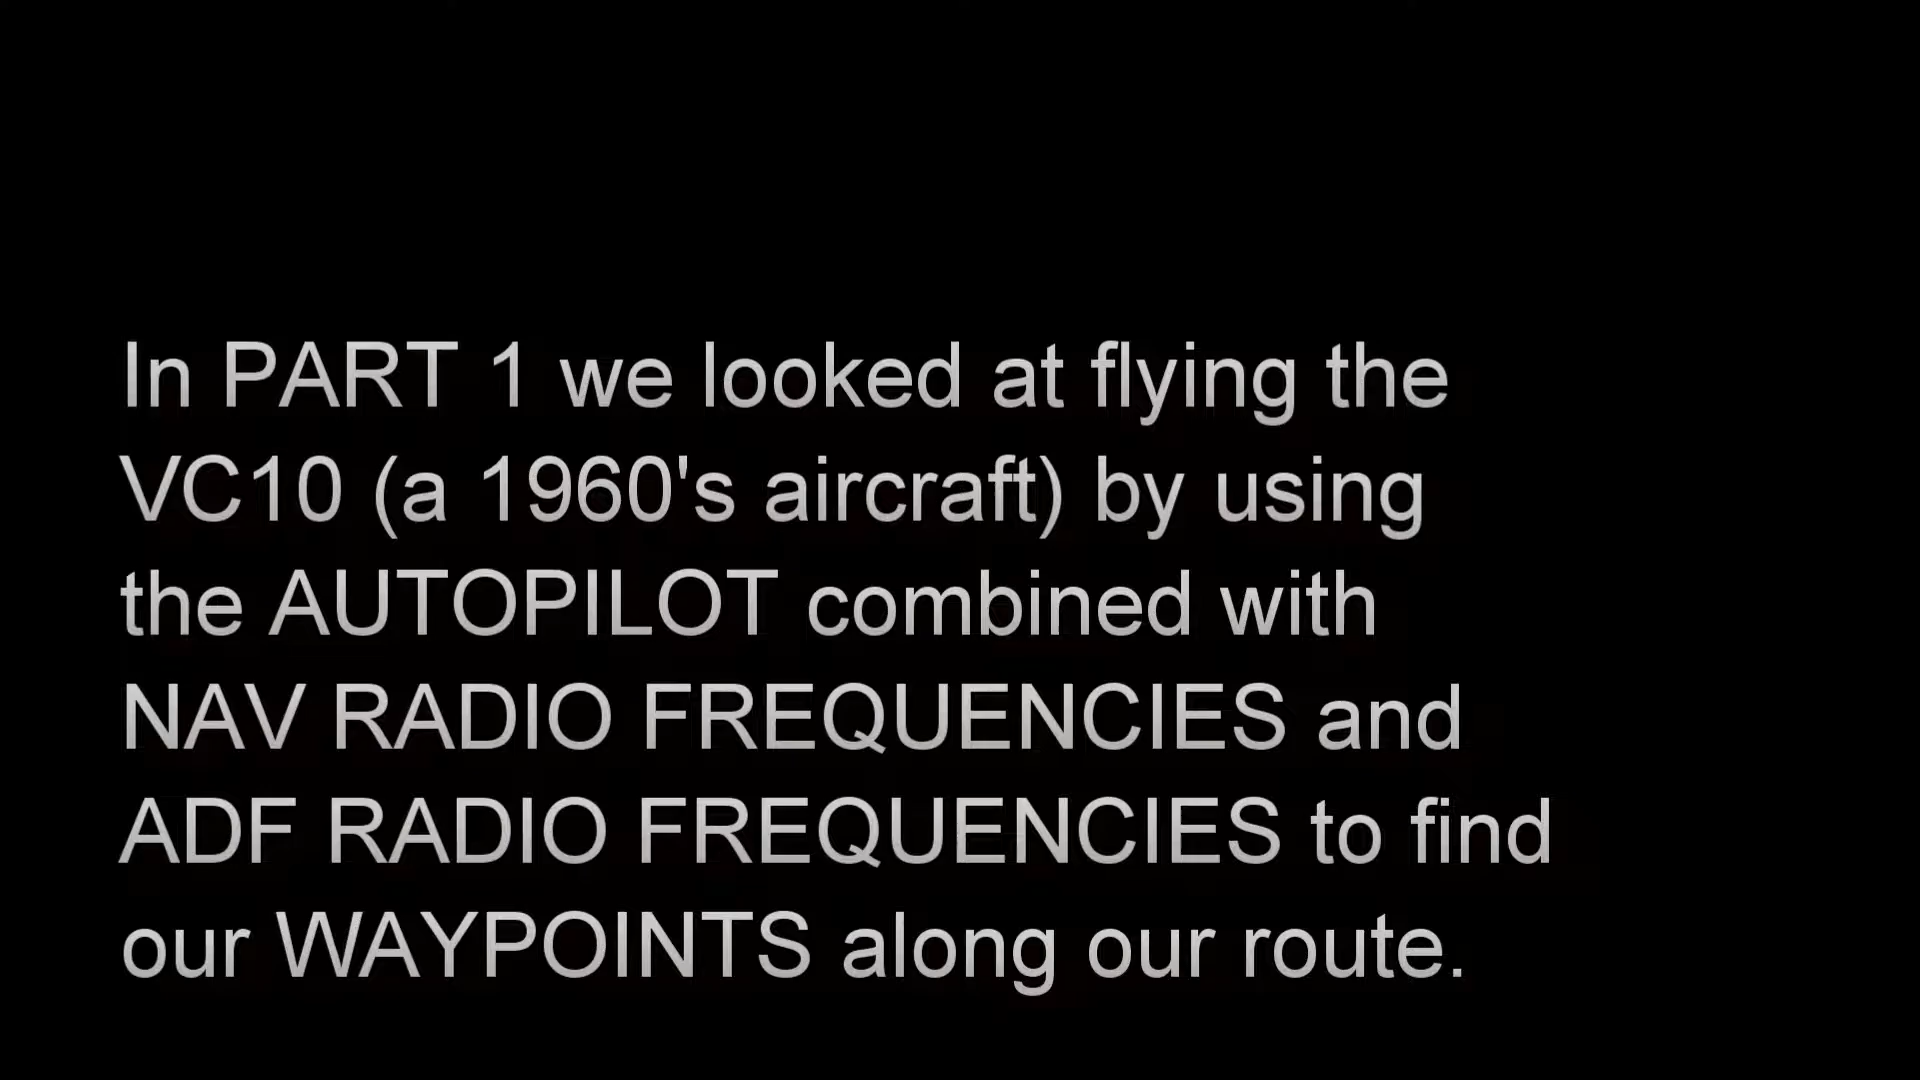 In PART 1 we looked at flying the
VC10 (a 1960's aircraft) by using
the AUTOPILOT combined with
NAV RADIO FREQUENCIES and
ADF RADIO FREQUENCIES to find
our WAYPOINTS along our route.